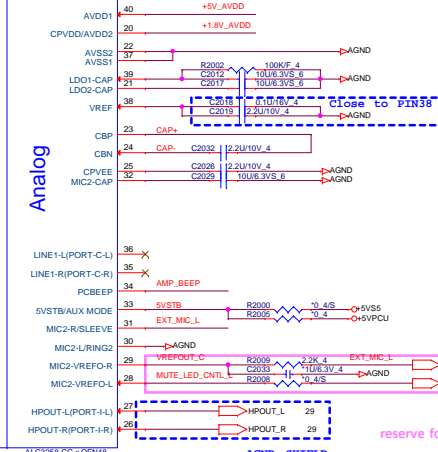 AVDD1 40 +5V_AVDD
CPVDD/AVDD2 20 +1.8V_AVDD
AVSS2 22 AGND
AVSS1 37
R2002 100K/F_4
LDO1-CAP 39 C2012 10U/6.3VS_6 AGND
LDO2-CAP 21 C2017 10U/6.3VS_6
VREF 38 C2018 0.1U/16V_4 Close to PIN38
C2019 2.2U/10V_4 AGND
CBP 23 CAP+
CBN 24 CAP- C2032 2.2U/10V_4
CPVEE 25 C2026 2.2U/10V_4 AGND
MIC2-CAP 32 C2029 10U/6.3VS_6 AGND
Analog
LINE1-L(PORT-C-L) 36
LINE1-R(PORT-C-R) 35
PCBEEP 34 AMP_BEEP
5VSTB/AUX MODE 33 5VSTB R2000 *0_4/S +5VS5
R2005 *0_4 +5VPCU
MIC2-R/SLEEVE 31 EXT_MIC_L
MIC2-L/RING2 30 AGND
MIC2-VREFO-R 29 VREFOUT_C R2009 2.2K_4 EXT_MIC_L
C2033 *1U/6.3V_4 AGND
MIC2-VREFO-L 28 MUTE_LED_CNTL_L R2008 *0_4/S
HPOUT-L(PORT-I-L) 27 HPOUT_L 29
HPOUT-R(PORT-I-R) 26 HPOUT_R 29
reserve fo